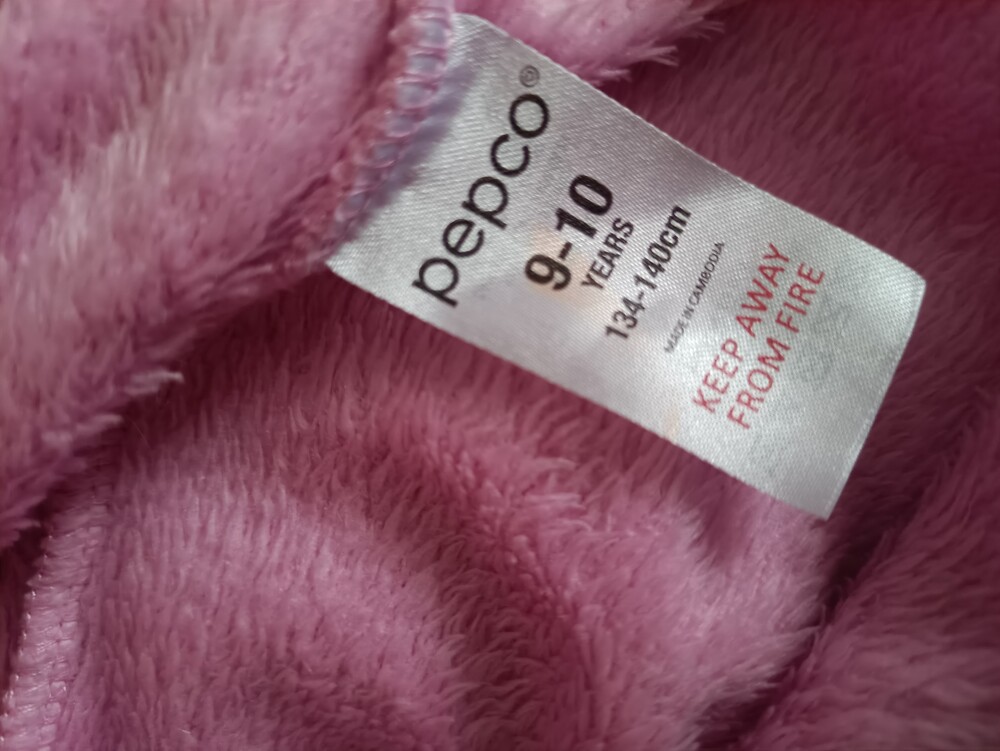 pepco®
9-10
YEARS
134-140cm
MADE IN CAMBODIA
KEEP AWAY
FROM FIRE